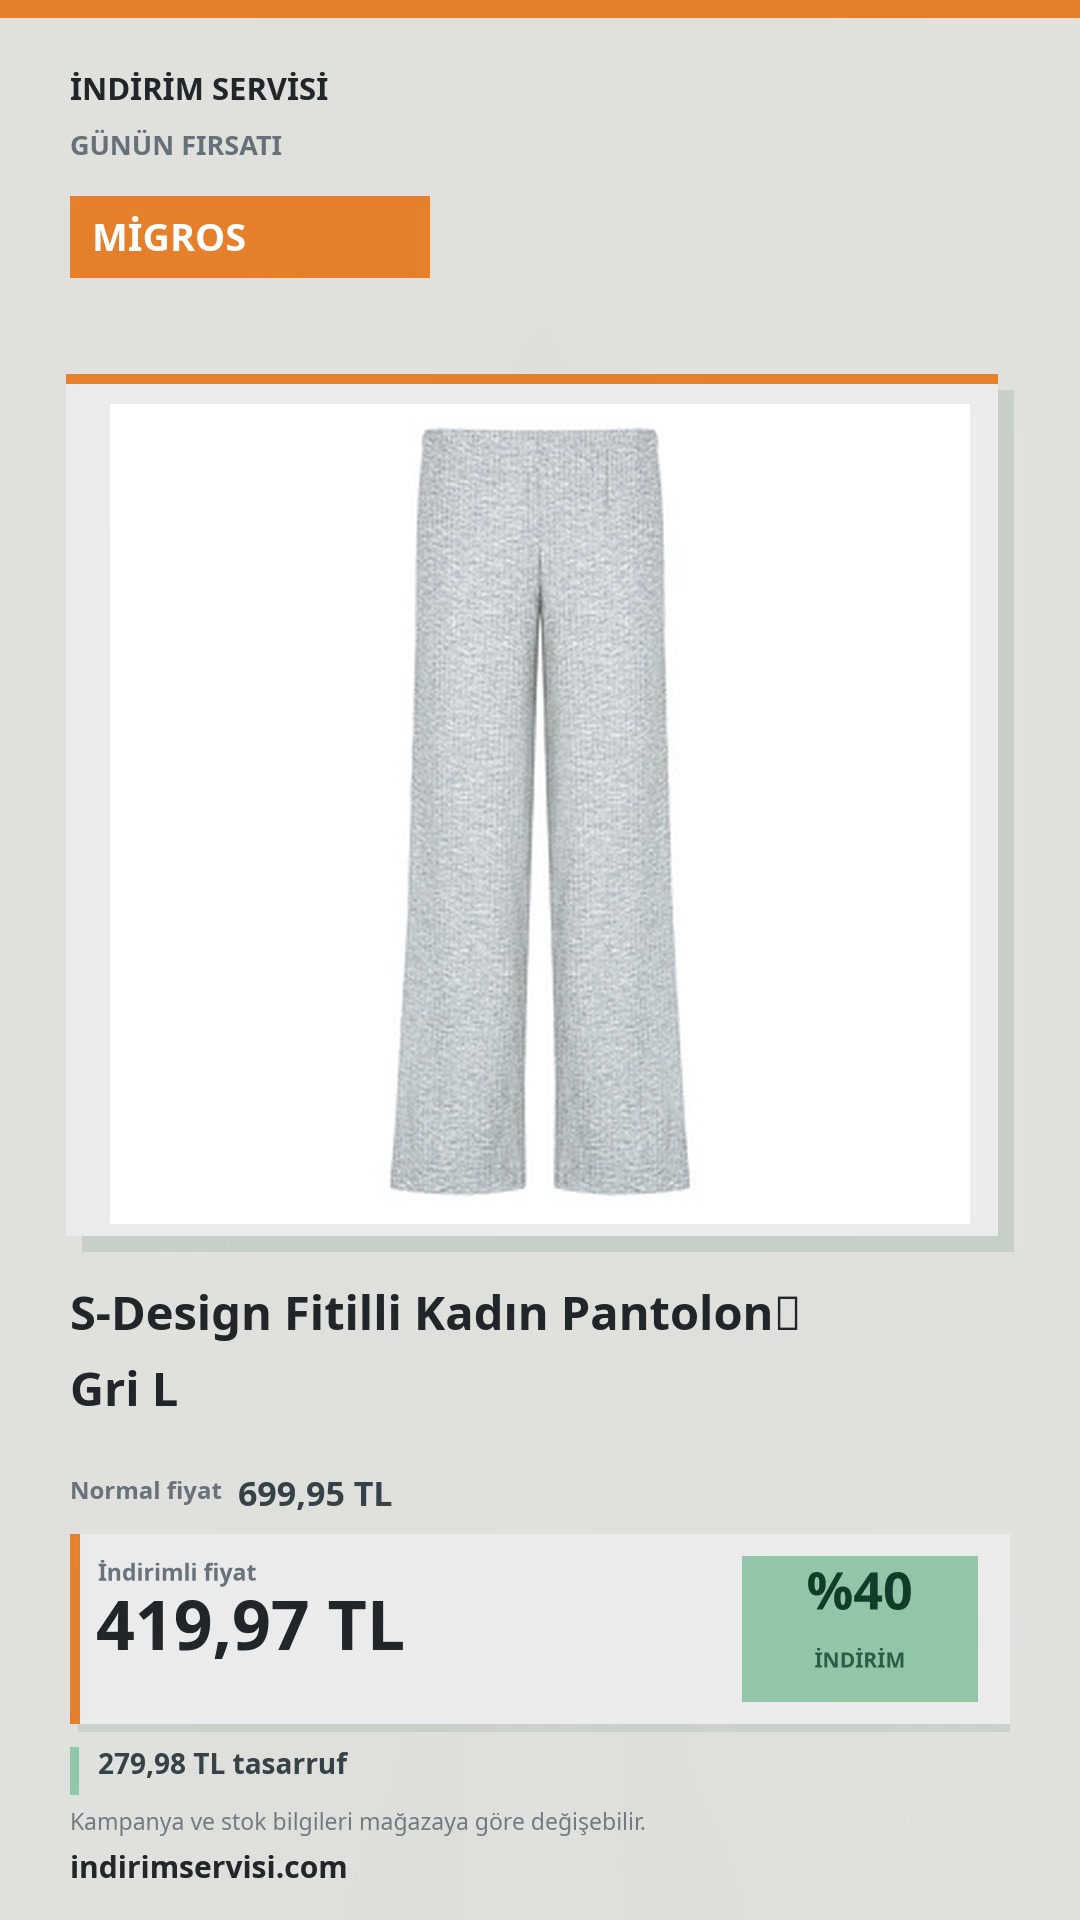 İNDİRİM SERVİSİ
GÜNÜN FIRSATI
MİGROS
S-Design Fitilli Kadın Pantolon
Gri L
Normal fiyat 699,95 TL
İndirimli fiyat
419,97 TL
%40
İNDİRİM
279,98 TL tasarruf
Kampanya ve stok bilgileri mağazaya göre değişebilir.
indirimservisi.com